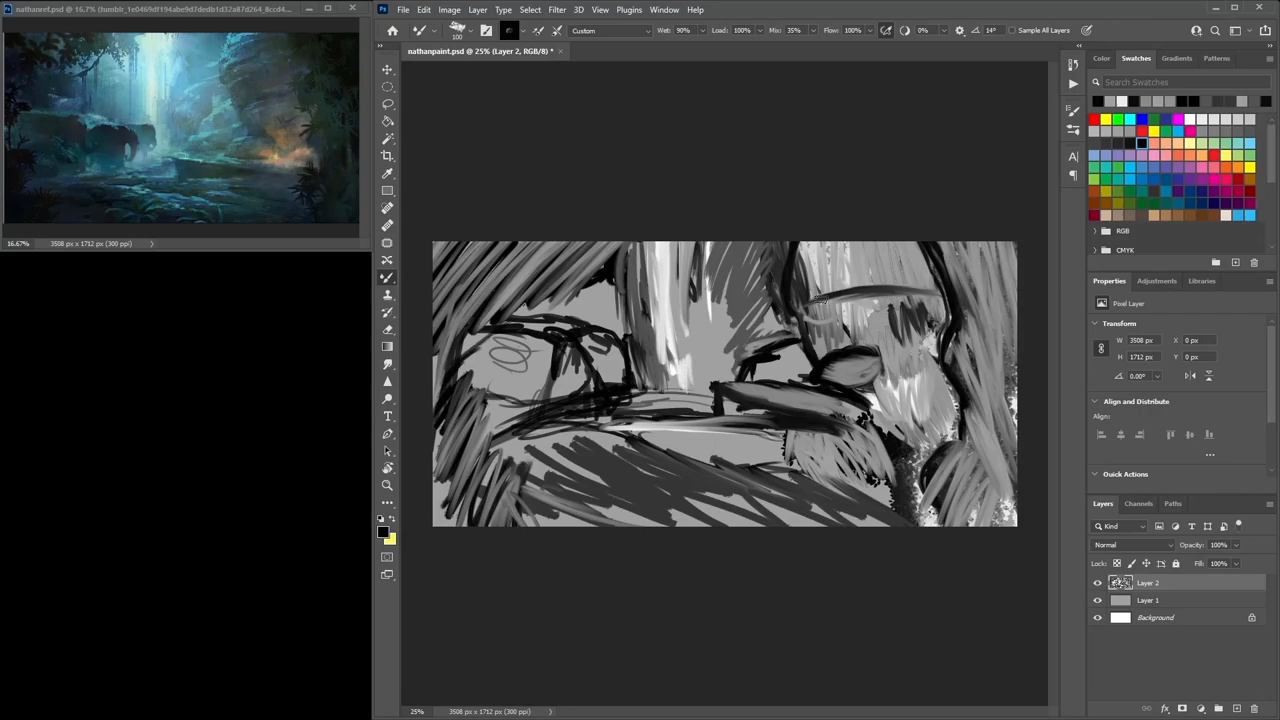 nathanref.psd @ 16.7% (tumblr_1e0469df194abe9d7dedb1d32a87d264_8ccd4...
16.67% 3508 px x 1712 px (300 ppi)
File Edit Image Layer Type Select Filter 3D View Plugins Window Help
100 Custom Wet: 90% Load: 100% Mix: 35% Flow: 100% 0% 14° Sample All Layers
nathanpaint.psd @ 25% (Layer 2, RGB/8) *
25% 3508 px x 1712 px (300 ppi)
Color Swatches Gradients Patterns
Search Swatches
RGB
CMYK
Properties Adjustments Libraries
Pixel Layer
Transform
W 3508 px X 0 px
H 1712 px Y 0 px
0.00°
Align and Distribute
Align:
Quick Actions
Layers Channels Paths
Kind
Normal Opacity: 100%
Lock: Fill: 100%
Layer 2
Layer 1
Background